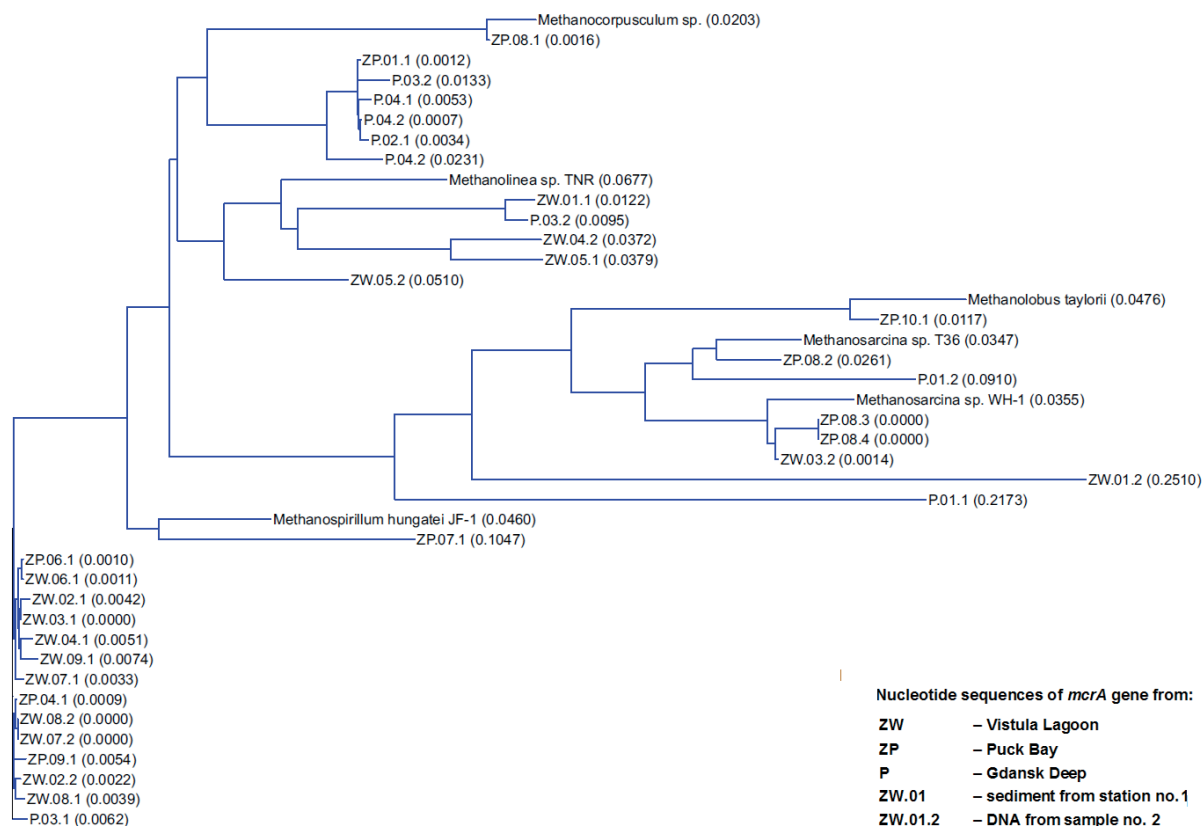 Methanocorpusculum sp. (0.0203)
ZP.08.1 (0.0016)
ZP.01.1 (0.0012)
P.03.2 (0.0133)
P.04.1 (0.0053)
P.04.2 (0.0007)
P.02.1 (0.0034)
P.04.2 (0.0231)
Methanolinea sp. TNR (0.0677)
ZW.01.1 (0.0122)
P.03.2 (0.0095)
ZW.04.2 (0.0372)
ZW.05.1 (0.0379)
ZW.05.2 (0.0510)
Methanolobus taylorii (0.0476)
ZP.10.1 (0.0117)
Methanosarcina sp. T36 (0.0347)
ZP.08.2 (0.0261)
P.01.2 (0.0910)
Methanosarcina sp. WH-1 (0.0355)
ZP.08.3 (0.0000)
ZP.08.4 (0.0000)
ZW.03.2 (0.0014)
ZW.01.2 (0.2510)
P.01.1 (0.2173)
Methanospirillum hungatei JF-1 (0.0460)
ZP.07.1 (0.1047)
ZP.06.1 (0.0010)
ZW.06.1 (0.0011)
ZW.02.1 (0.0042)
ZW.03.1 (0.0000)
ZW.04.1 (0.0051)
ZW.09.1 (0.0074)
ZW.07.1 (0.0033)
ZP.04.1 (0.0009)
ZW.08.2 (0.0000)
ZW.07.2 (0.0000)
ZP.09.1 (0.0054)
ZW.02.2 (0.0022)
ZW.08.1 (0.0039)
P.03.1 (0.0062)
Nucleotide sequences of mcrA gene from:
ZW – Vistula Lagoon
ZP – Puck Bay
P – Gdansk Deep
ZW.01 – sediment from station no.1
ZW.01.2 – DNA from sample no. 2